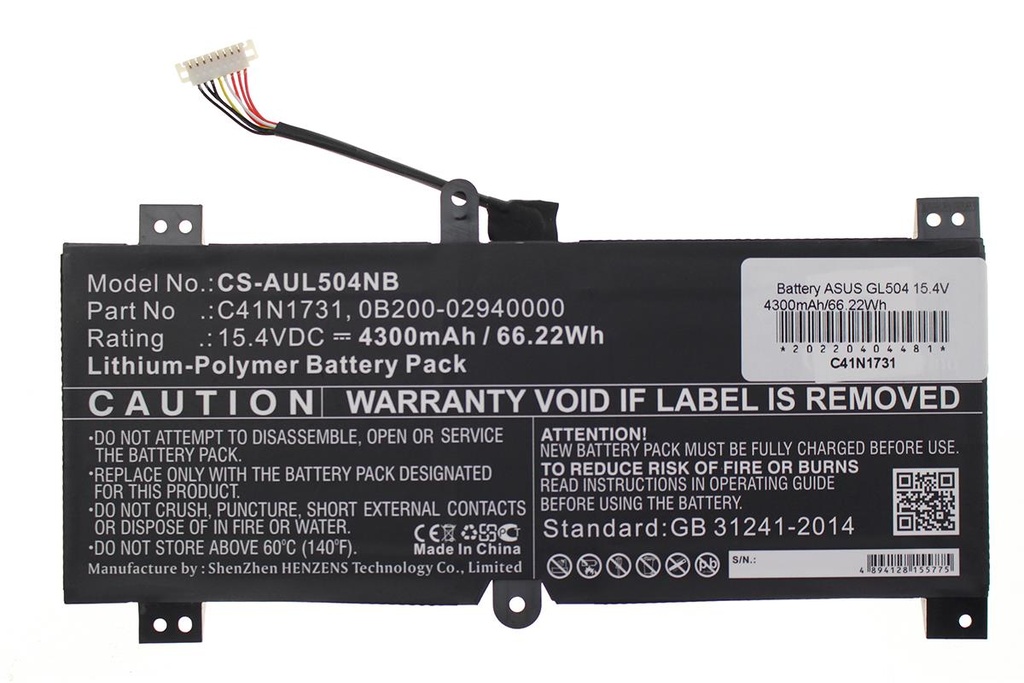 Model No.:CS-AUL504NB
Part No .:C41N1731, 0B200-02940000
Rating .:15.4VDC ⎓ 4300mAh / 66.22Wh
Lithium-Polymer Battery Pack
Battery ASUS GL504 15.4V
4300mAh/66.22Wh
*20220404481*
C41N1731
CAUTION
WARRANTY VOID IF LABEL IS REMOVED
•DO NOT ATTEMPT TO DISASSEMBLE, OPEN OR SERVICE
THE BATTERY PACK.
•REPLACE ONLY WITH THE BATTERY PACK DESIGNATED
FOR THIS PRODUCT.
•DO NOT CRUSH, PUNCTURE, SHORT EXTERNAL CONTACTS
OR DISPOSE OF IN FIRE OR WATER.
•DO NOT STORE ABOVE 60°C (140°F).
CE
Made In China
Manufacture by : ShenZhen HENZENS Technology Co., Limited
ATTENTION!
NEW BATTERY PACK MUST BE FULLY CHARGED BEFORE USE.
TO REDUCE RISK OF FIRE OR BURNS
READ INSTRUCTIONS IN OPERATING GUIDE
BEFORE USING THE BATTERY.
Standard:GB 31241-2014
Pb
S/N.:
4 894128 155775